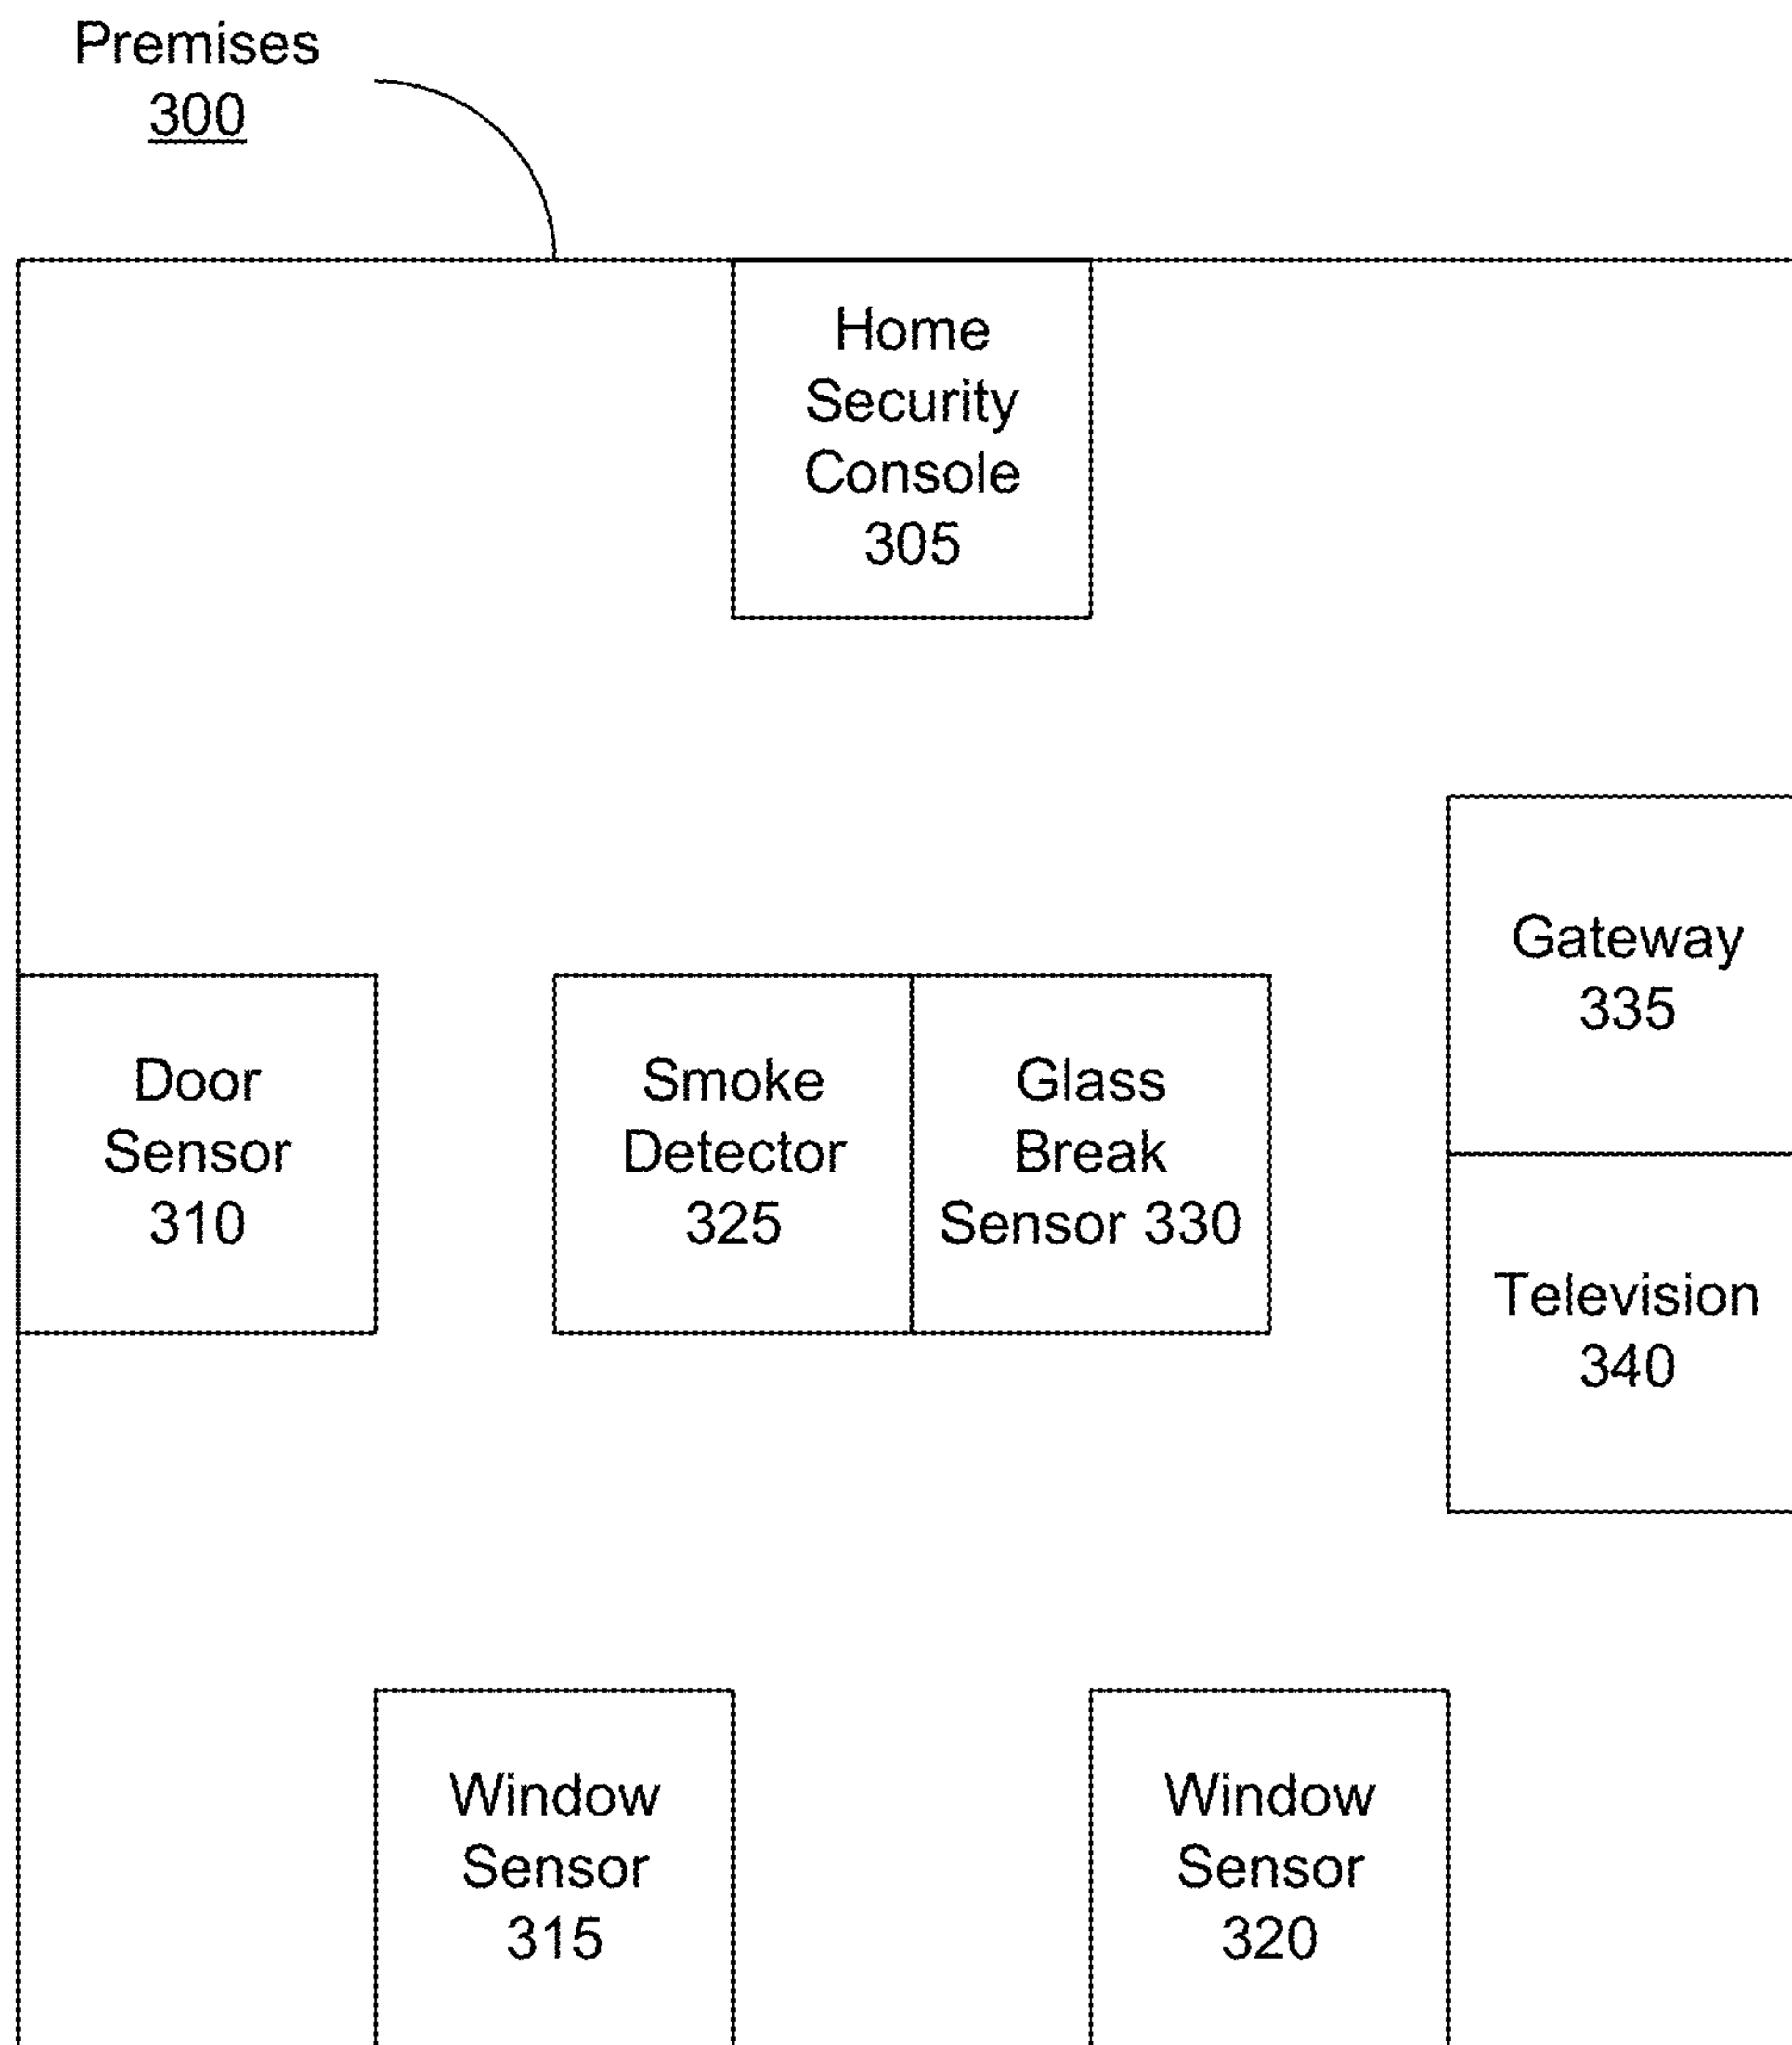 Premises
300
Home
Security
Console
305
Gateway
335
Door
Sensor
310
Smoke
Detector
325
Glass
Break
Sensor 330
Television
340
Window
Sensor
315
Window
Sensor
320